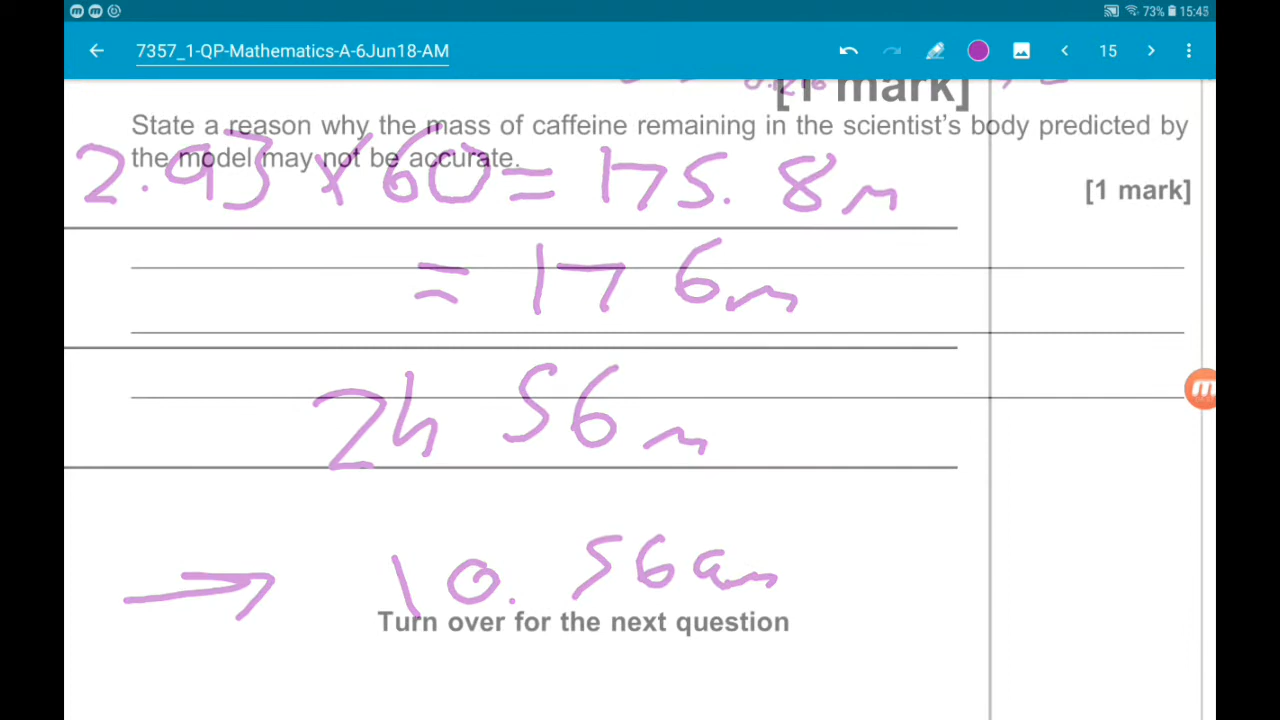 73% 15:45
7357_1-QP-Mathematics-A-6Jun18-AM
15
[1 mark]
State a reason why the mass of caffeine remaining in the scientist's body predicted by
the model may not be accurate.
2.93 × 60 = 175.8m
[1 mark]
= 176m
2h 56m
→ 10.56am
Turn over for the next question